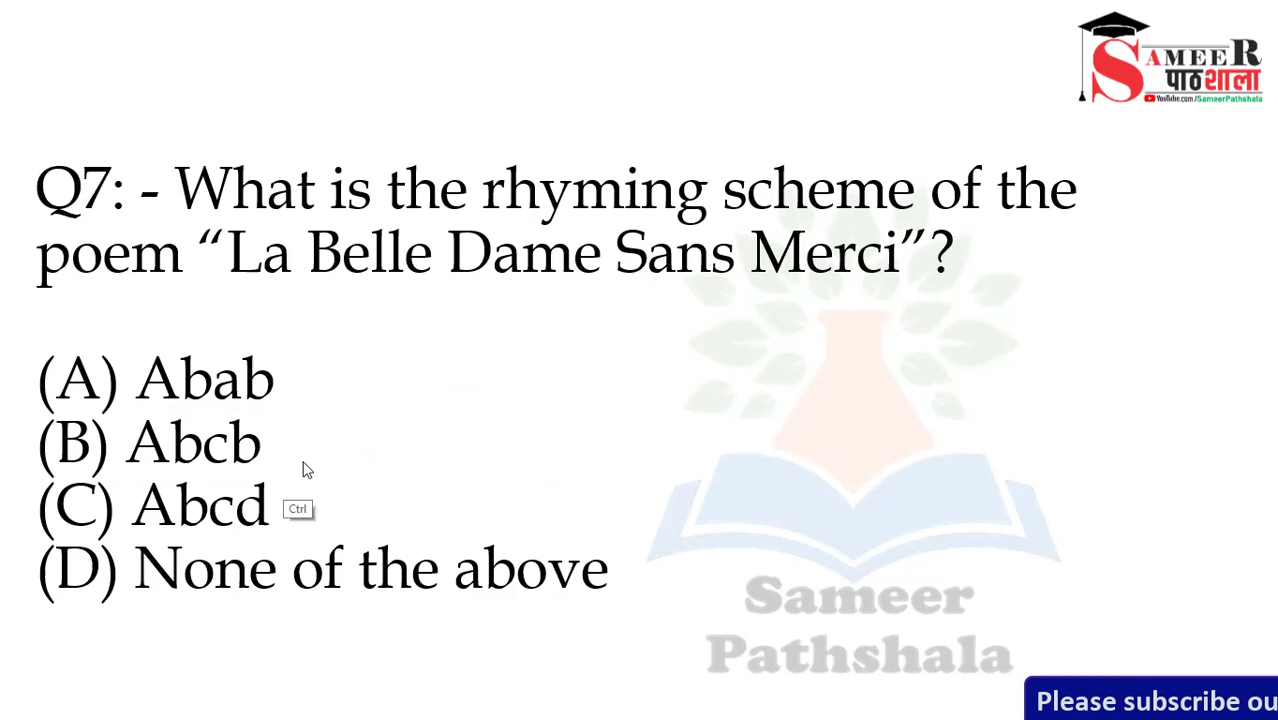 SAMEER
पाठशाला
YouTube.com/SameerPathshala
Q7: - What is the rhyming scheme of the
poem “La Belle Dame Sans Merci”?
(A) Abab
(B) Abcb
(C) Abcd
Ctrl
(D) None of the above
Sameer
Pathshala
Please subscribe ou